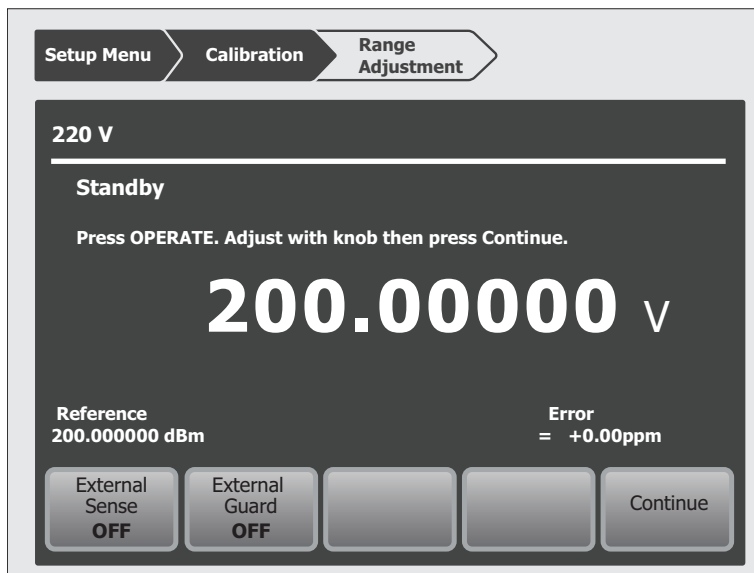 Setup Menu
Calibration
Range
Adjustment
220 V
Standby
Press OPERATE. Adjust with knob then press Continue.
200.00000 V
Reference
200.000000 dBm
Error
= +0.00ppm
External
Sense
OFF
External
Guard
OFF
Continue